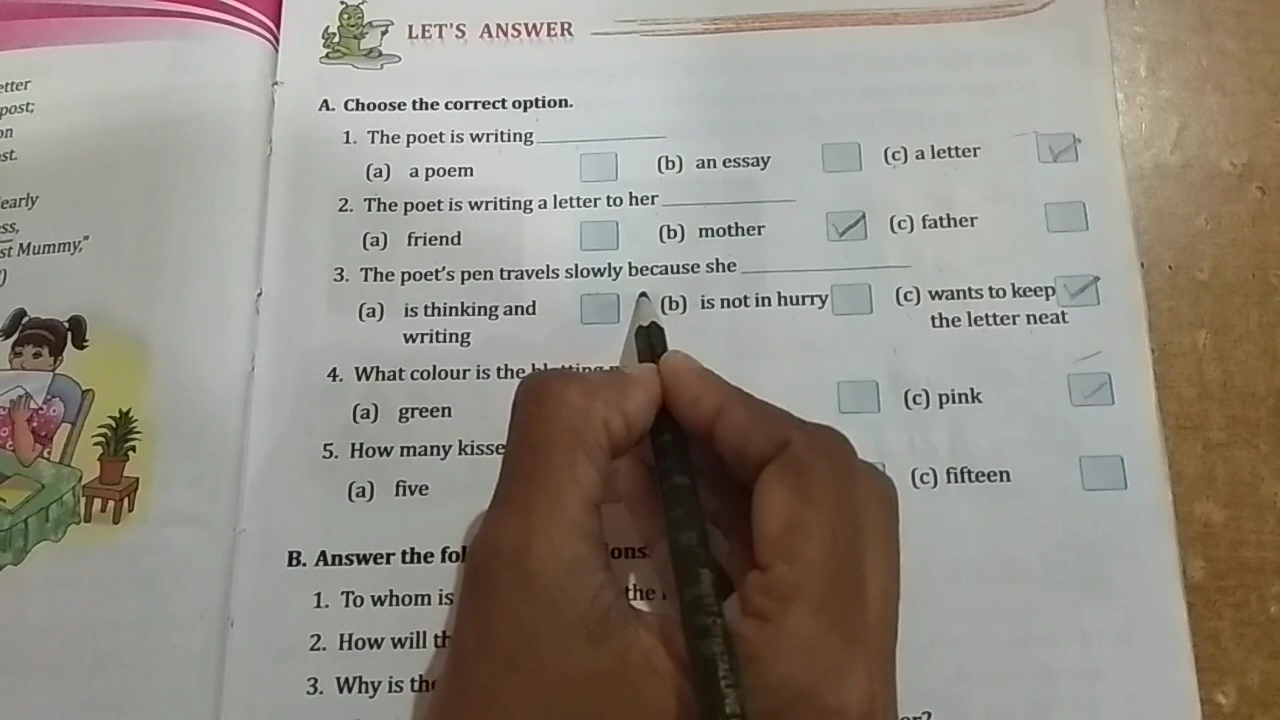 etter
post;
on
st.
early
ss,
st Mummy,"
)
LET'S ANSWER
A. Choose the correct option.
1. The poet is writing
(a) a poem (b) an essay (c) a letter
2. The poet is writing a letter to her
(a) friend (b) mother (c) father
3. The poet's pen travels slowly because she
(a) is thinking and writing (b) is not in hurry (c) wants to keep the letter neat
4. What colour is the blotting
(a) green (c) pink
5. How many kisse
(a) five (c) fifteen
B. Answer the fol ons.
1. To whom is the
2. How will th
3. Why is the